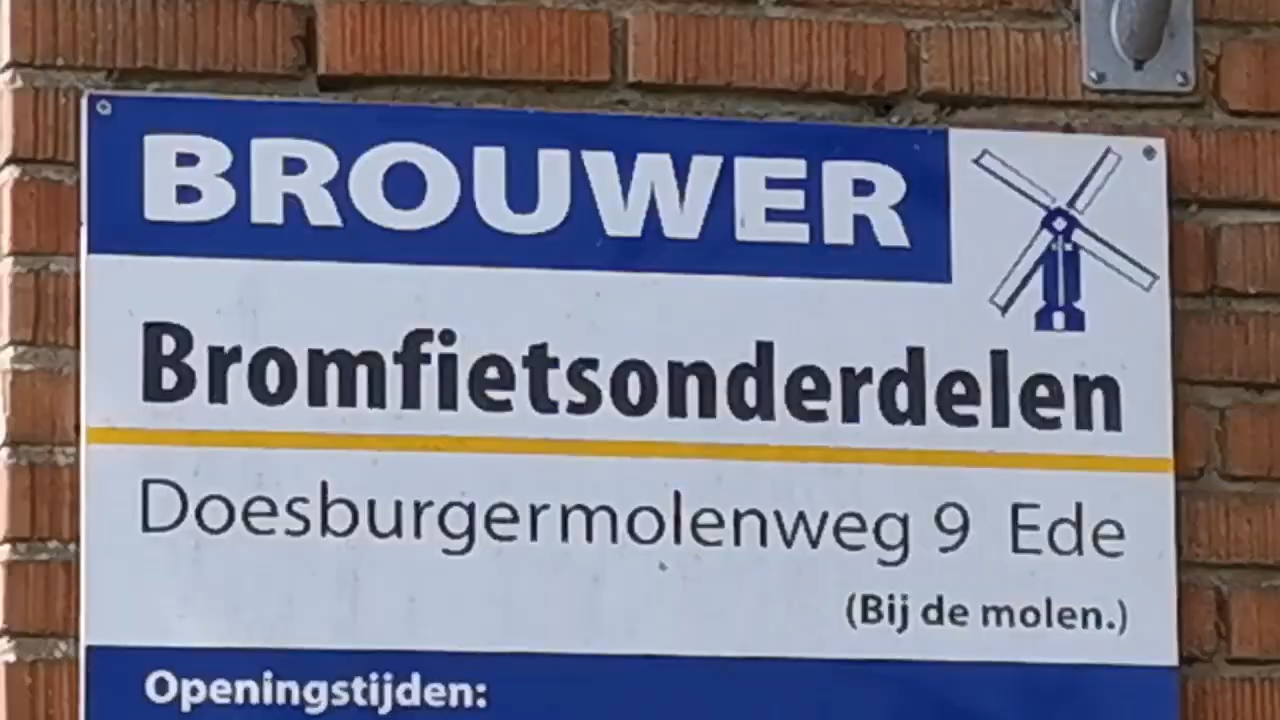 BROUWER
Bromfietsonderdelen
Doesburgermolenweg 9 Ede
(Bij de molen.)
Openingstijden: